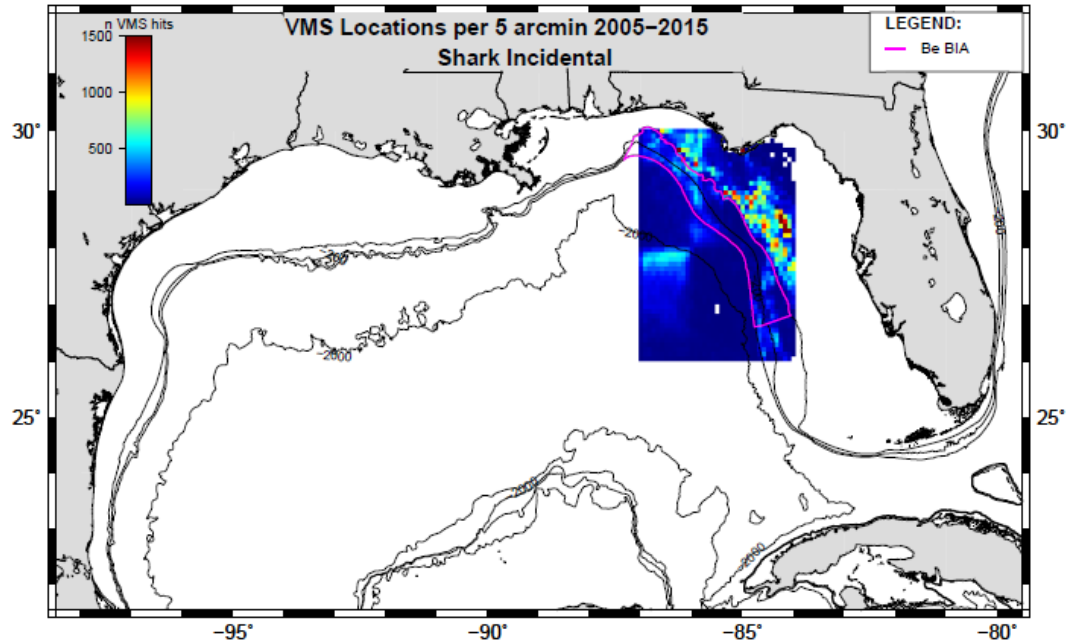 n VMS hits
1500
1000
500
VMS Locations per 5 arcmin 2005–2015
Shark Incidental
LEGEND:
Be BIA
30°
25°
30°
25°
−2000
−2000
−2000
−95°
−90°
−85°
−80°